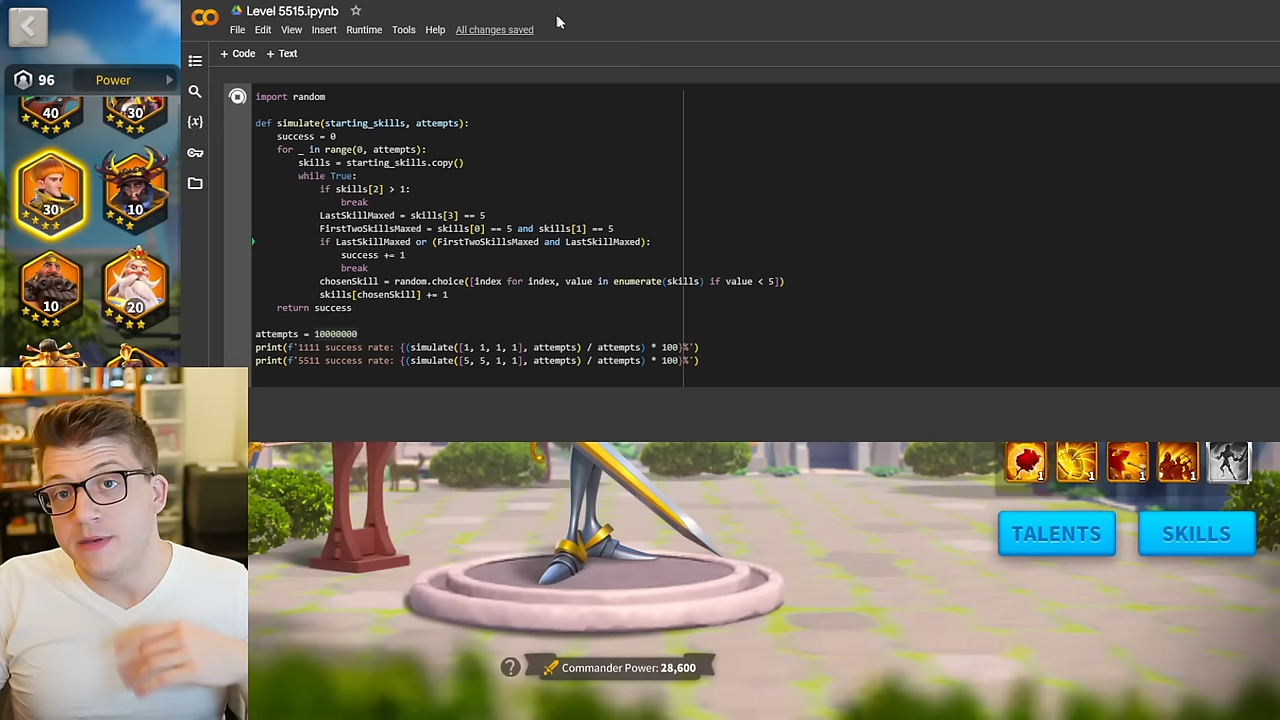 96
Power
40
30
30
10
10
20
Level 5515.ipynb
File Edit View Insert Runtime Tools Help All changes saved
+ Code + Text
{x}
import random
def simulate(starting_skills, attempts):
success = 0
for _ in range(0, attempts):
skills = starting_skills.copy()
while True:
if skills[2] > 1:
break
LastSkillMaxed = skills[3] == 5
FirstTwoSkillsMaxed = skills[0] == 5 and skills[1] == 5
if LastSkillMaxed or (FirstTwoSkillsMaxed and LastSkillMaxed):
success += 1
break
chosenSkill = random.choice([index for index, value in enumerate(skills) if value < 5])
skills[chosenSkill] += 1
return success
attempts = 10000000
print(f'1111 success rate: {(simulate([1, 1, 1, 1], attempts) / attempts) * 100}%')
print(f'5511 success rate: {(simulate([5, 5, 1, 1], attempts) / attempts) * 100}%')
1 1 1 1
TALENTS
SKILLS
? Commander Power: 28,600